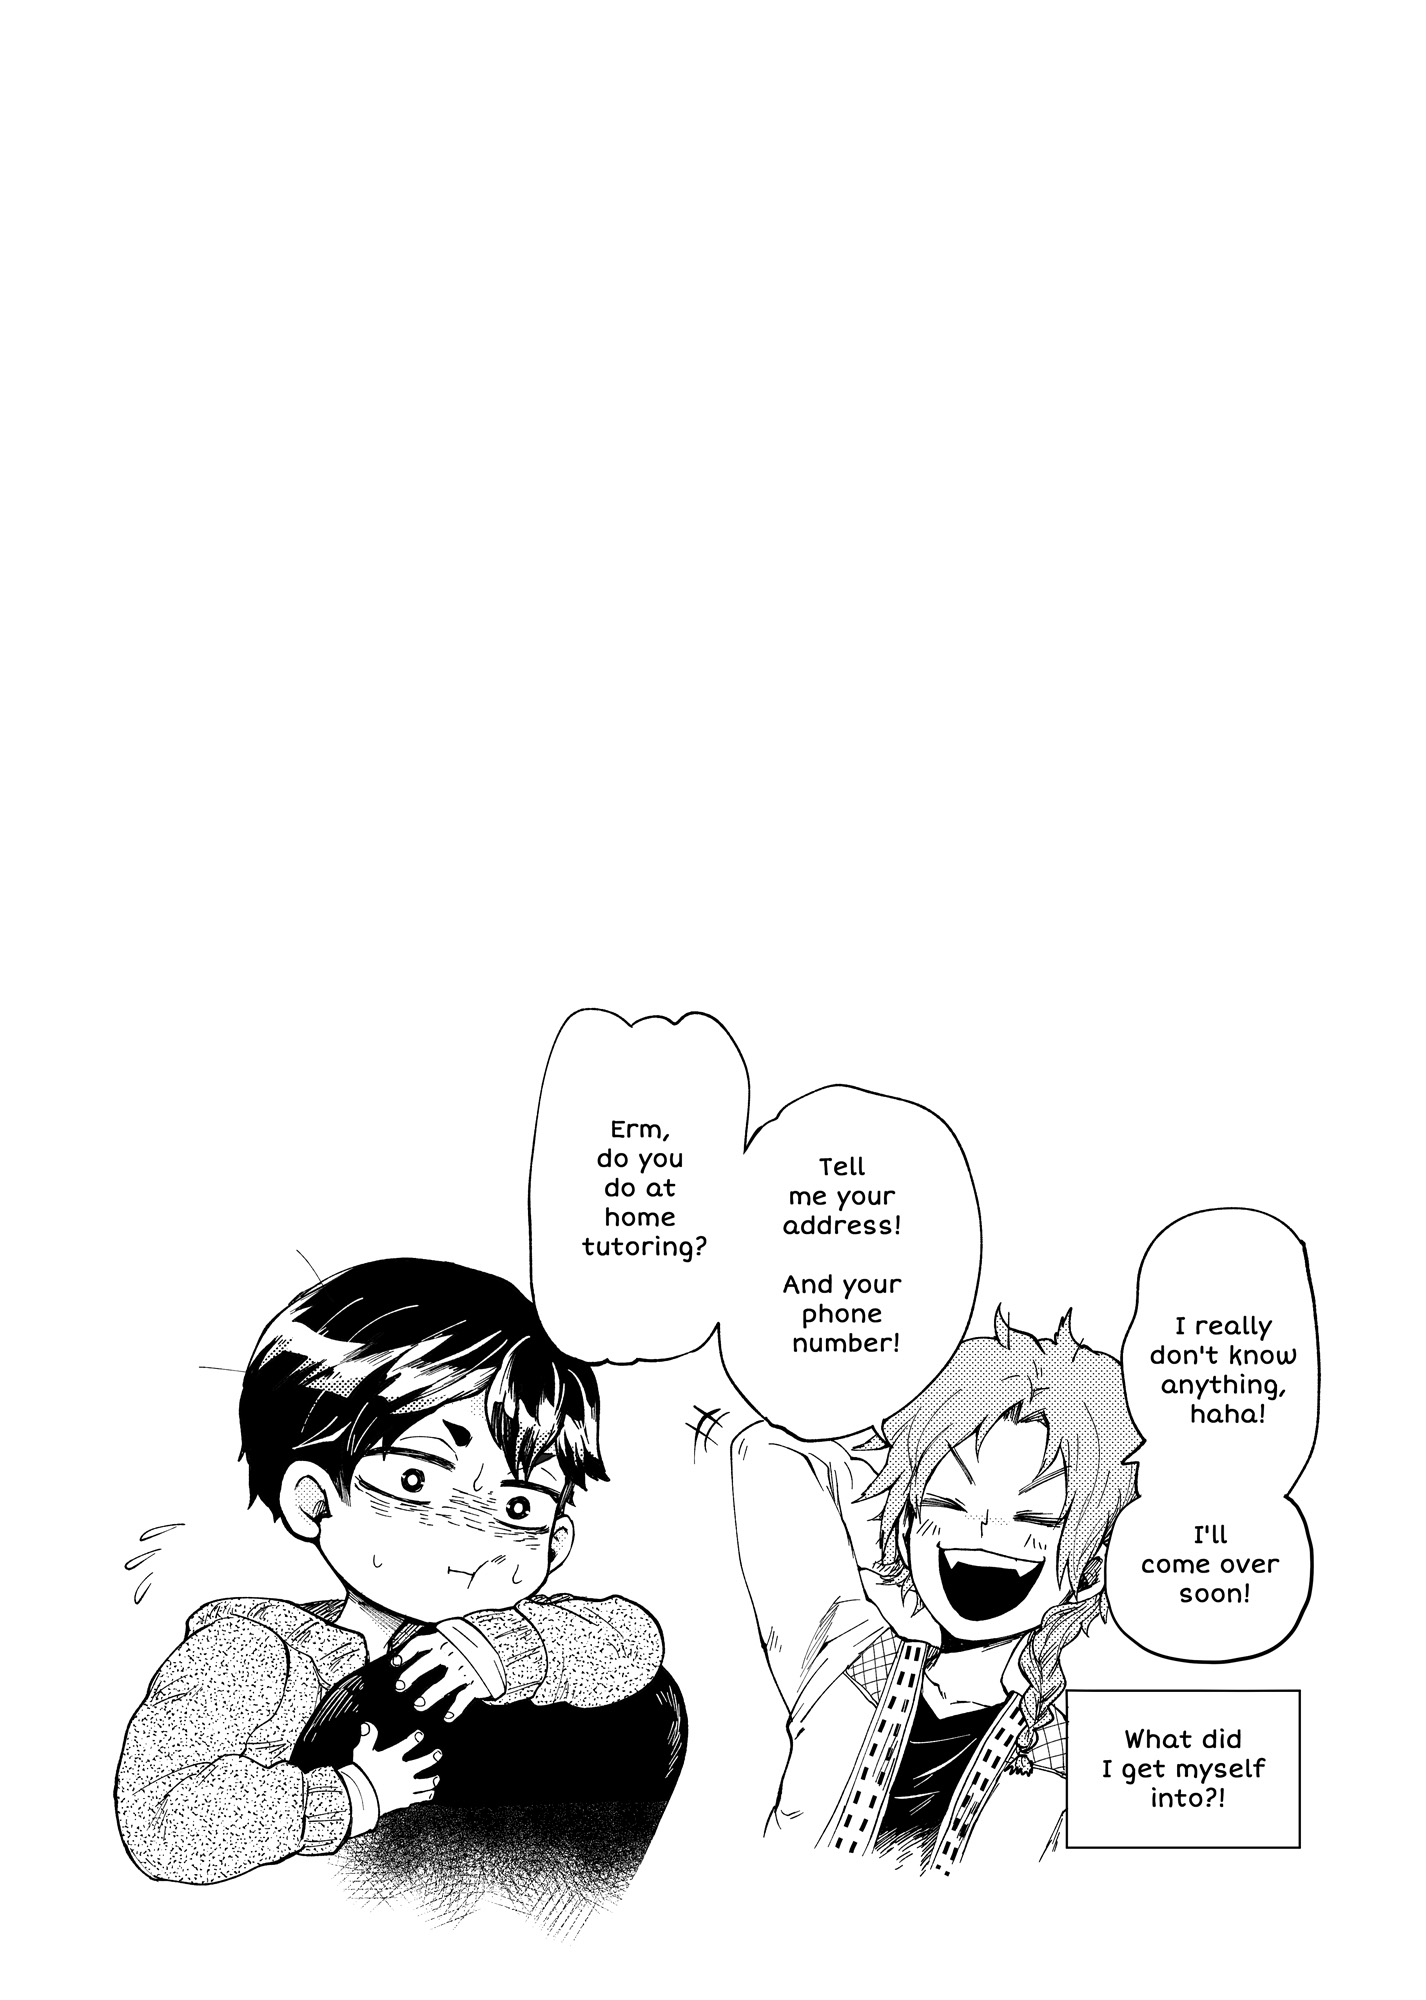 I really
don't know
anything,
haha!
I'll
come over
soon!
Tell
me your
address!
And your
phone
number!
Erm,
do you
do at
home
tutoring?
What did
I get myself
into?!